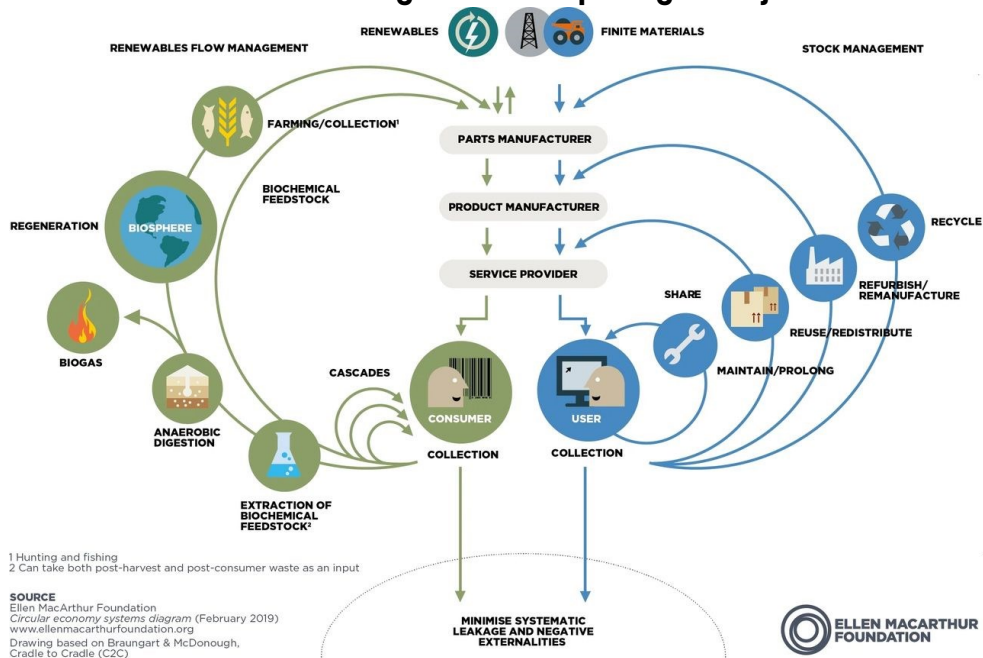 RENEWABLES
FINITE MATERIALS
RENEWABLES FLOW MANAGEMENT
STOCK MANAGEMENT
FARMING/COLLECTION¹
PARTS MANUFACTURER
BIOCHEMICAL
FEEDSTOCK
PRODUCT MANUFACTURER
REGENERATION
BIOSPHERE
RECYCLE
SERVICE PROVIDER
SHARE
REFURBISH/
REMANUFACTURE
REUSE/REDISTRIBUTE
BIOGAS
CASCADES
MAINTAIN/PROLONG
CONSUMER
USER
ANAEROBIC
DIGESTION
COLLECTION
COLLECTION
EXTRACTION OF
BIOCHEMICAL
FEEDSTOCK²
1 Hunting and fishing
2 Can take both post-harvest and post-consumer waste as an input
SOURCE
Ellen MacArthur Foundation
Circular economy systems diagram (February 2019)
www.ellenmacarthurfoundation.org
Drawing based on Braungart & McDonough,
Cradle to Cradle (C2C)
MINIMISE SYSTEMATIC
LEAKAGE AND NEGATIVE
EXTERNALITIES
ELLEN MACARTHUR
FOUNDATION